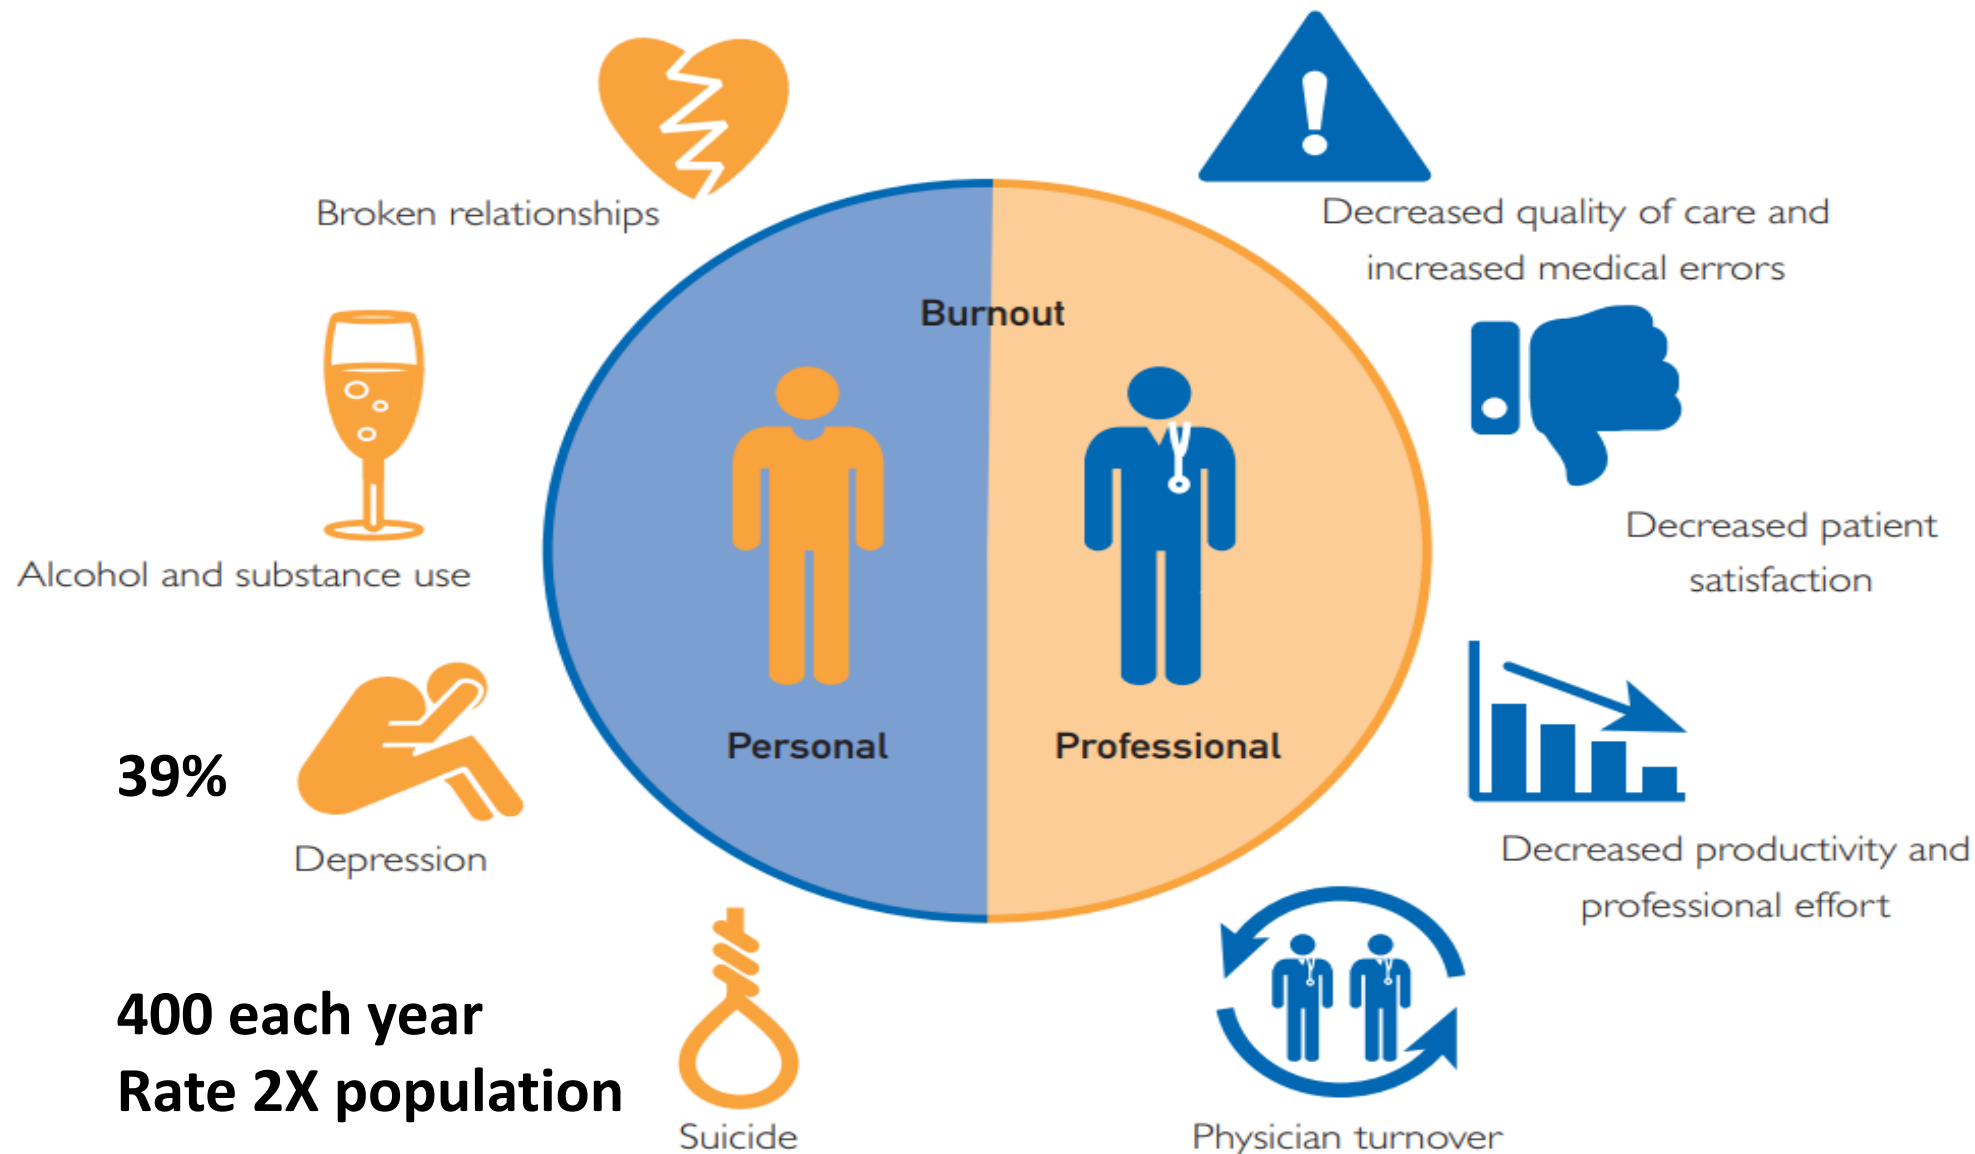 Broken relationships
Decreased quality of care and
increased medical errors
Burnout
Alcohol and substance use
Decreased patient
satisfaction
Personal
Professional
39%
Depression
Decreased productivity and
professional effort
400 each year
Rate 2X population
Suicide
Physician turnover